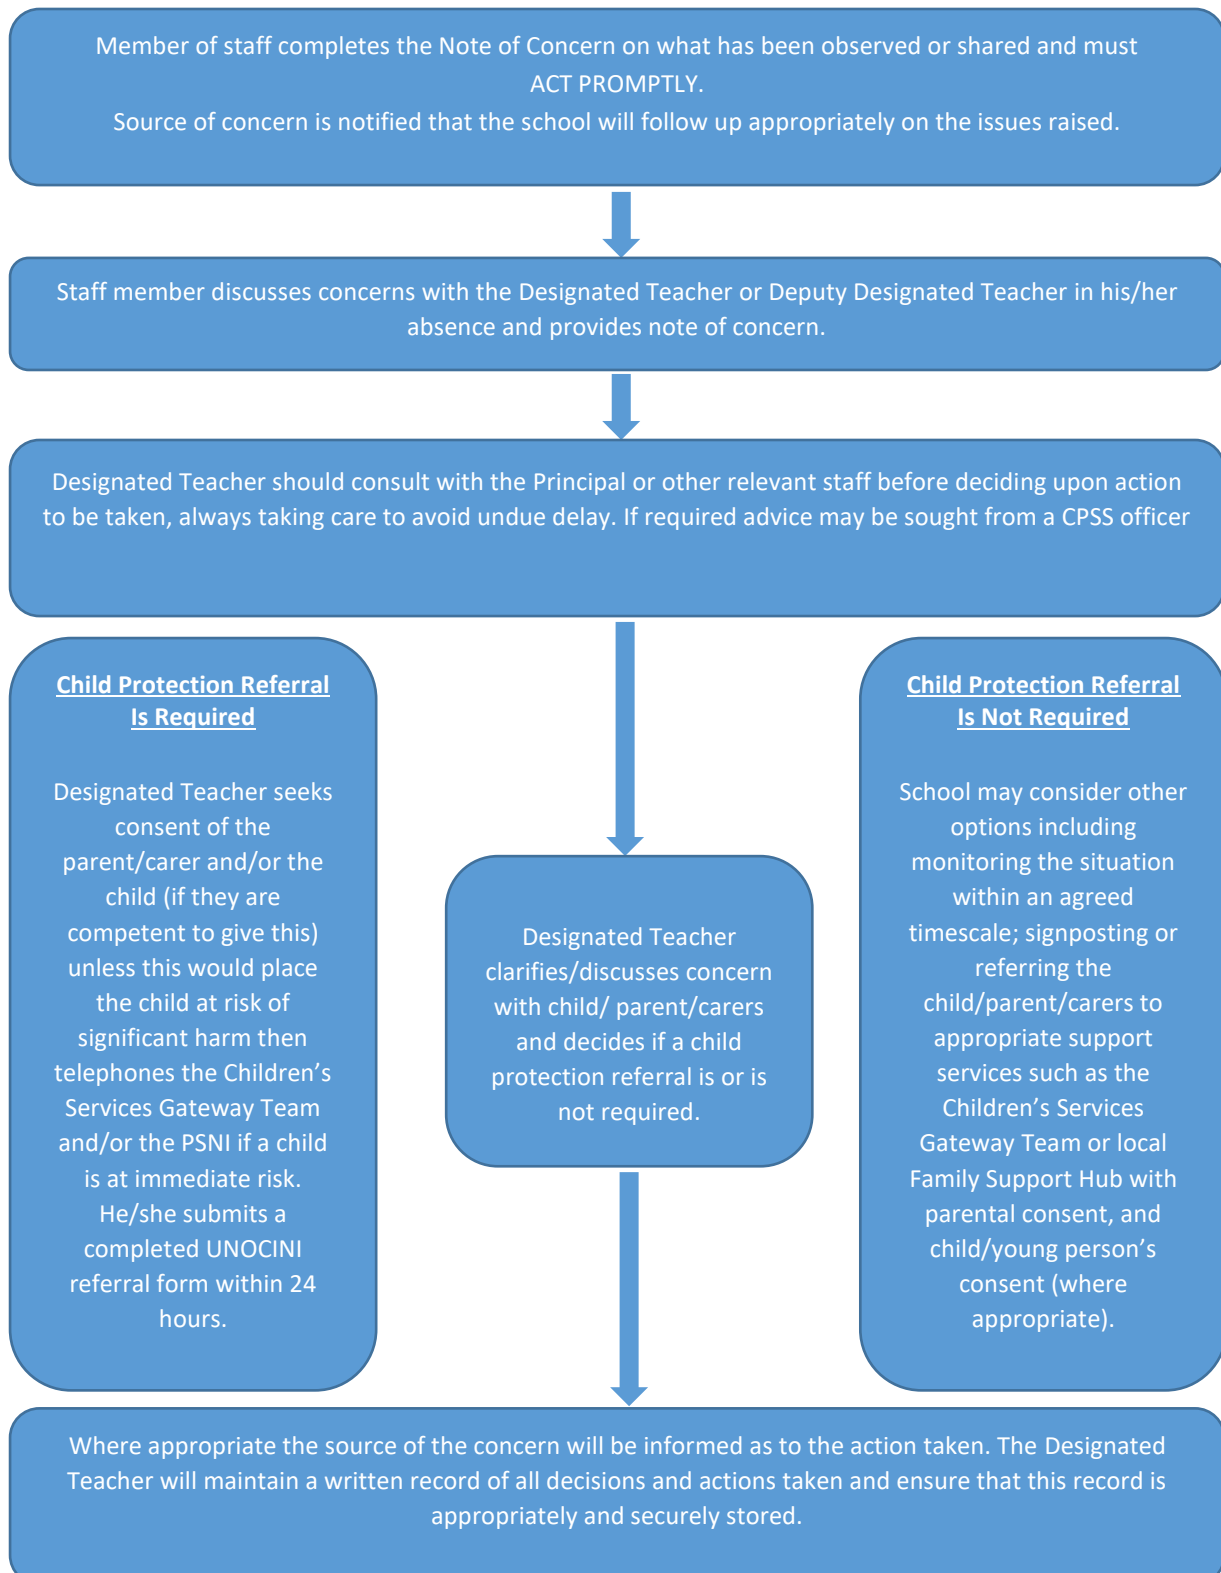 Member of staff completes the Note of Concern on what has been observed or shared and must
ACT PROMPTLY.
Source of concern is notified that the school will follow up appropriately on the issues raised.
Staff member discusses concerns with the Designated Teacher or Deputy Designated Teacher in his/her
absence and provides note of concern.
Designated Teacher should consult with the Principal or other relevant staff before deciding upon action
to be taken, always taking care to avoid undue delay. If required advice may be sought from a CPSS officer
Child Protection Referral
Is Required
Designated Teacher seeks
consent of the
parent/carer and/or the
child (if they are
competent to give this)
unless this would place
the child at risk of
significant harm then
telephones the Children’s
Services Gateway Team
and/or the PSNI if a child
is at immediate risk.
He/she submits a
completed UNOCINI
referral form within 24
hours.
Designated Teacher
clarifies/discusses concern
with child/ parent/carers
and decides if a child
protection referral is or is
not required.
Child Protection Referral
Is Not Required
School may consider other
options including
monitoring the situation
within an agreed
timescale; signposting or
referring the
child/parent/carers to
appropriate support
services such as the
Children’s Services
Gateway Team or local
Family Support Hub with
parental consent, and
child/young person’s
consent (where
appropriate).
Where appropriate the source of the concern will be informed as to the action taken. The Designated
Teacher will maintain a written record of all decisions and actions taken and ensure that this record is
appropriately and securely stored.